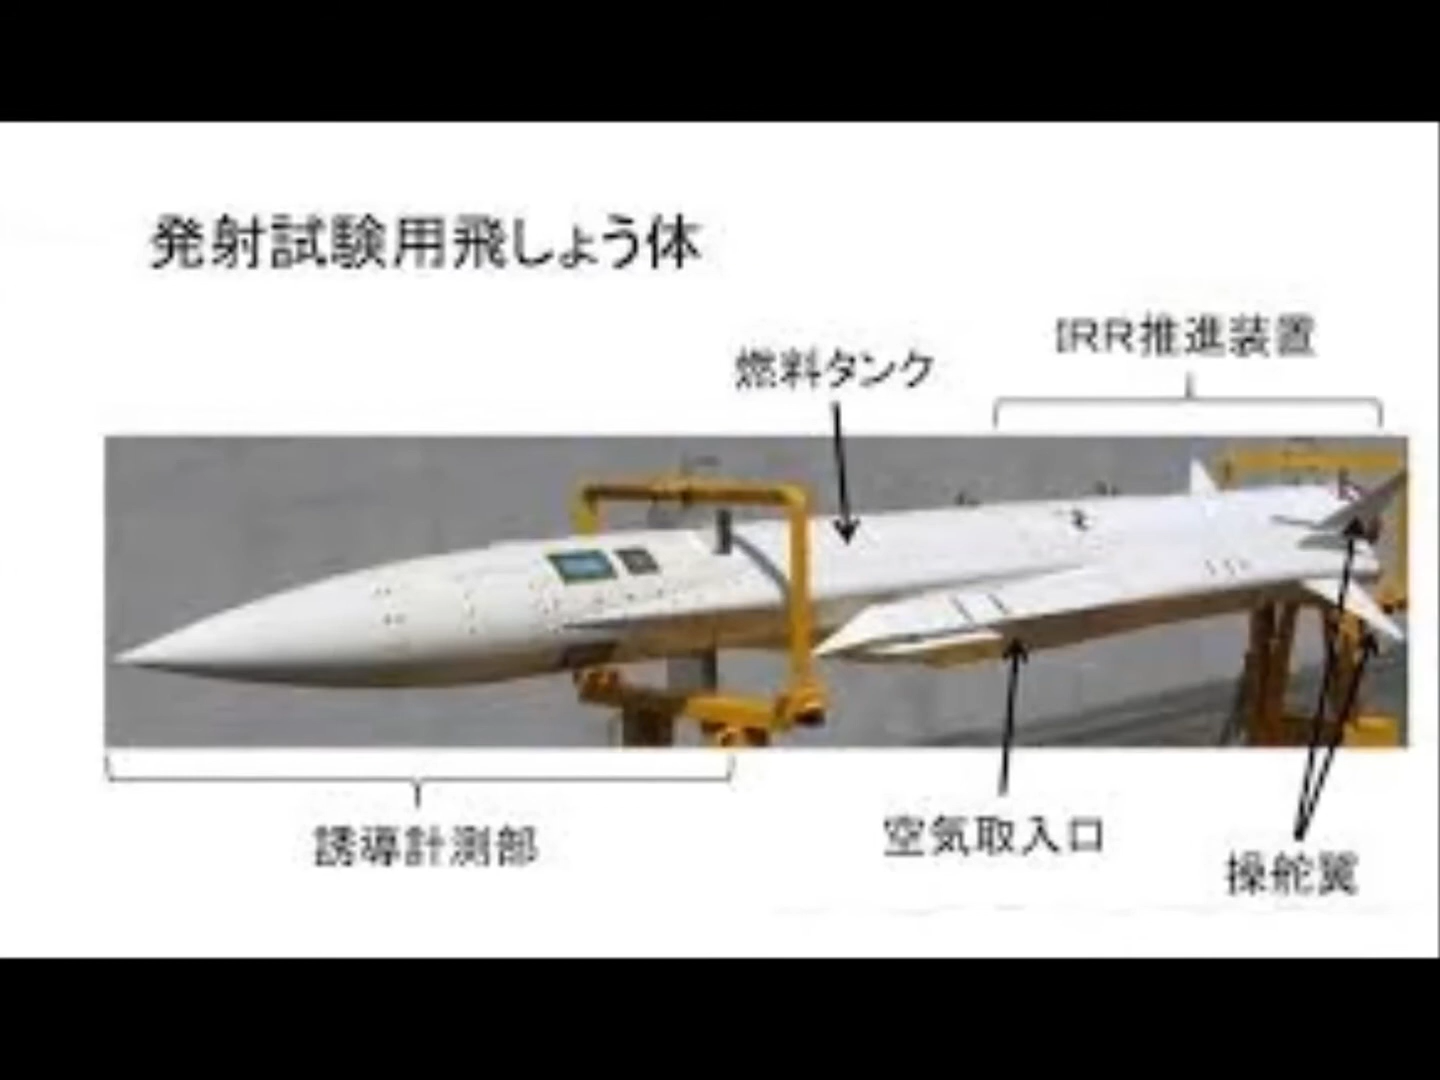 発射試験用飛しょう体
IRR推進装置
燃料タンク
誘導計測部
空気取入口
操舵翼